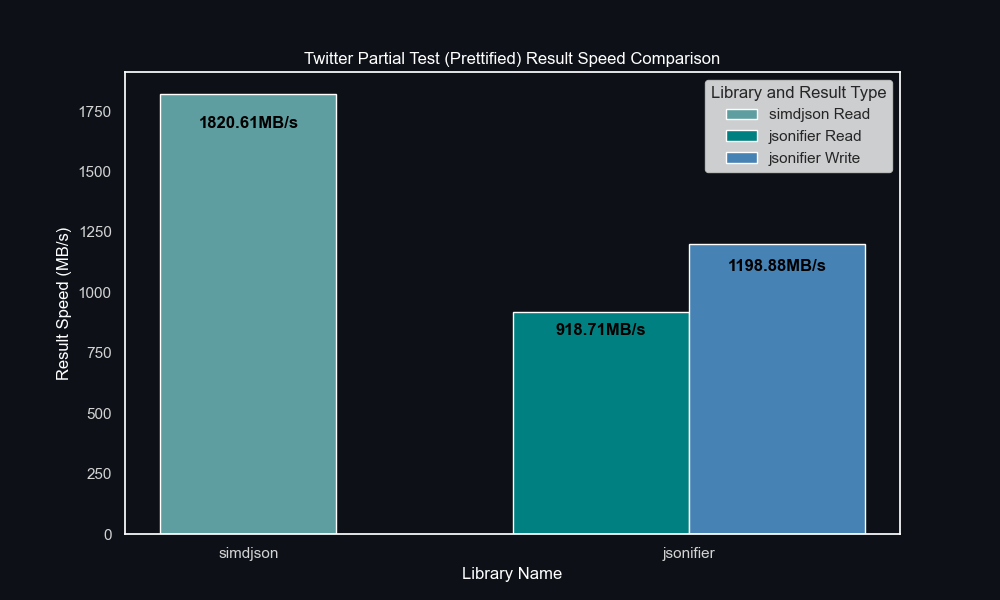 Twitter Partial Test (Prettified) Result Speed Comparison
Library and Result Type
simdjson Read
jsonifier Read
jsonifier Write
Result Speed (MB/s)
1750
1500
1250
1000
750
500
250
0
1820.61MB/s
918.71MB/s
1198.88MB/s
simdjson
jsonifier
Library Name